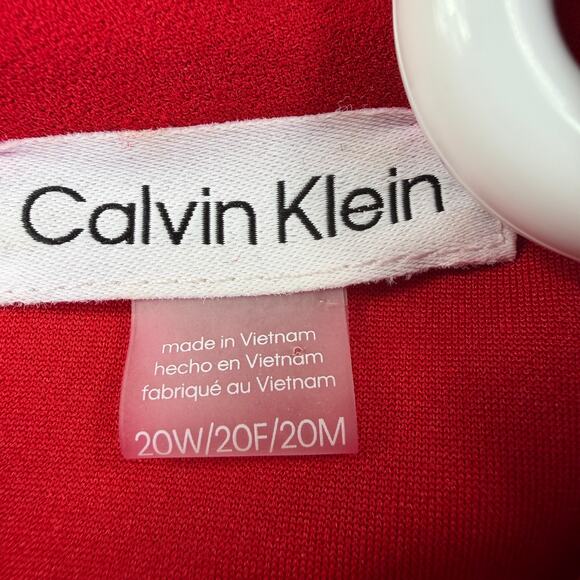 Calvin Klein
made in Vietnam
hecho en Vietnam
fabriqué au Vietnam
20W/20F/20M